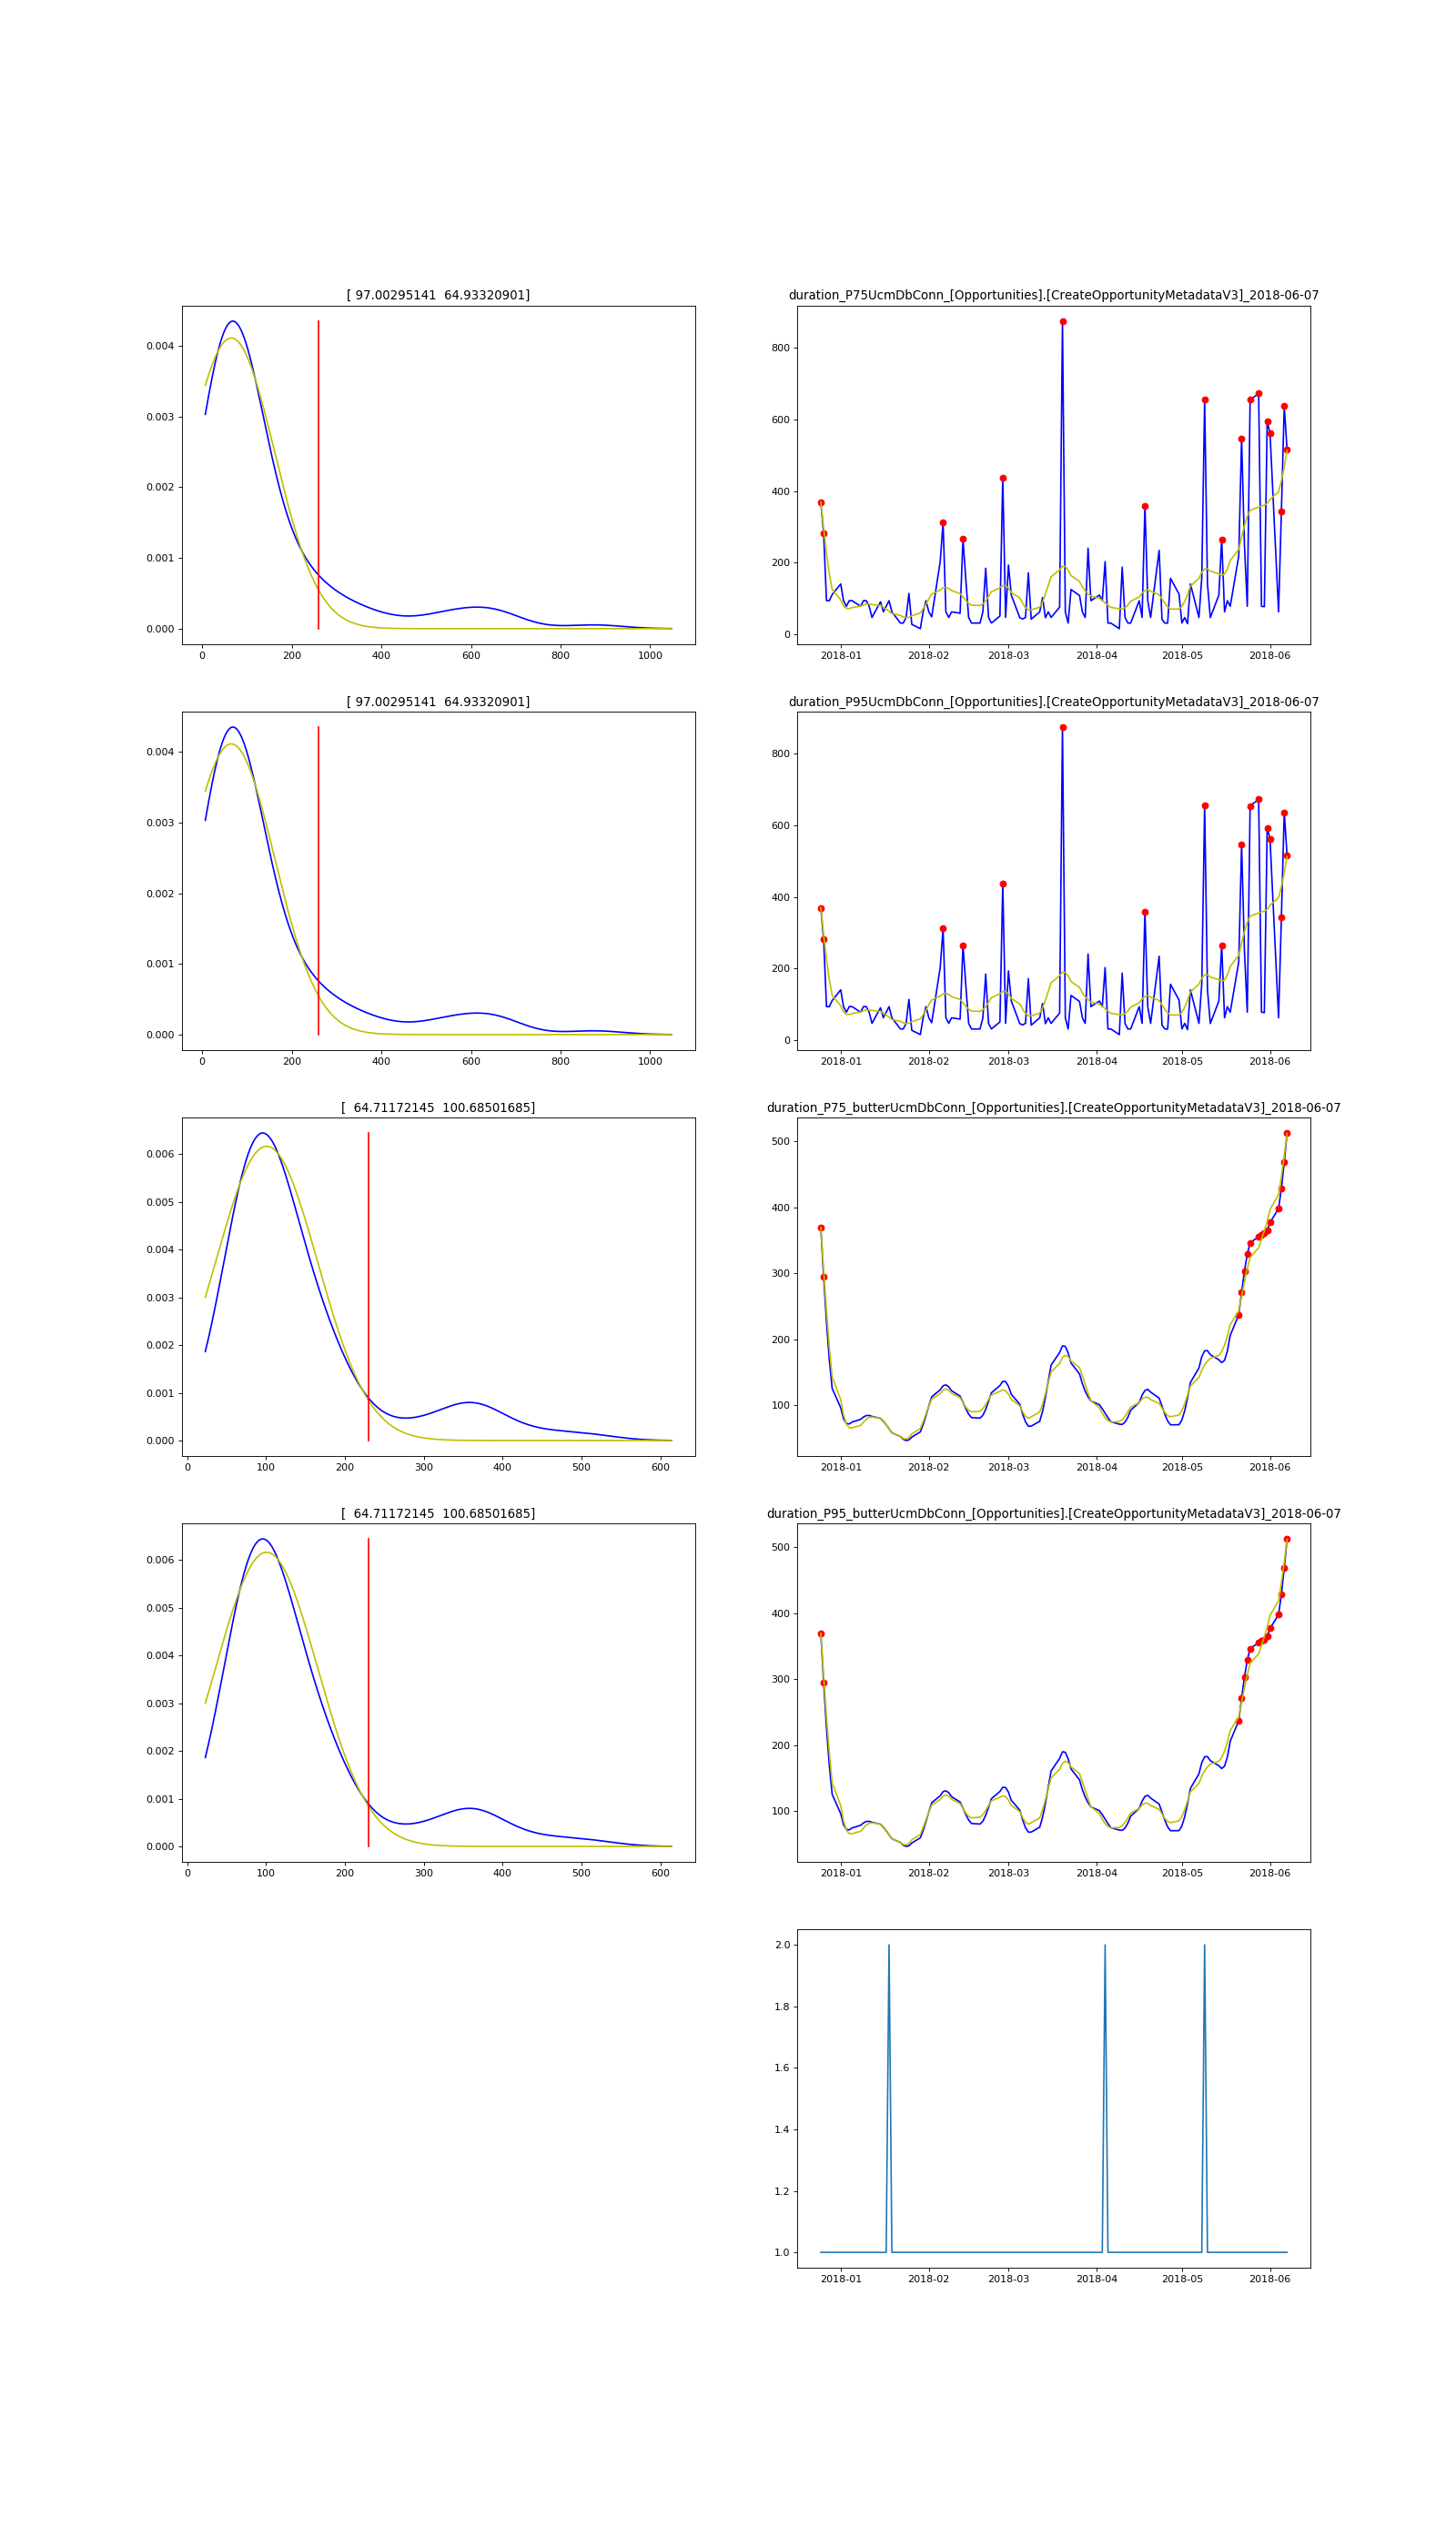 [ 97.00295141  64.93320901]
0.004
0.003
0.002
0.001
0.000
0 200 400 600 800 1000
duration_P75UcmDbConn_[Opportunities].[CreateOpportunityMetadataV3]_2018-06-07
800
600
400
200
0
2018-01 2018-02 2018-03 2018-04 2018-05 2018-06
[ 97.00295141  64.93320901]
0.004
0.003
0.002
0.001
0.000
0 200 400 600 800 1000
duration_P95UcmDbConn_[Opportunities].[CreateOpportunityMetadataV3]_2018-06-07
800
600
400
200
0
2018-01 2018-02 2018-03 2018-04 2018-05 2018-06
[  64.71172145  100.68501685]
0.006
0.005
0.004
0.003
0.002
0.001
0.000
0 100 200 300 400 500 600
duration_P75_butterUcmDbConn_[Opportunities].[CreateOpportunityMetadataV3]_2018-06-07
500
400
300
200
100
2018-01 2018-02 2018-03 2018-04 2018-05 2018-06
[  64.71172145  100.68501685]
0.006
0.005
0.004
0.003
0.002
0.001
0.000
0 100 200 300 400 500 600
duration_P95_butterUcmDbConn_[Opportunities].[CreateOpportunityMetadataV3]_2018-06-07
500
400
300
200
100
2018-01 2018-02 2018-03 2018-04 2018-05 2018-06
2.0
1.8
1.6
1.4
1.2
1.0
2018-01 2018-02 2018-03 2018-04 2018-05 2018-06